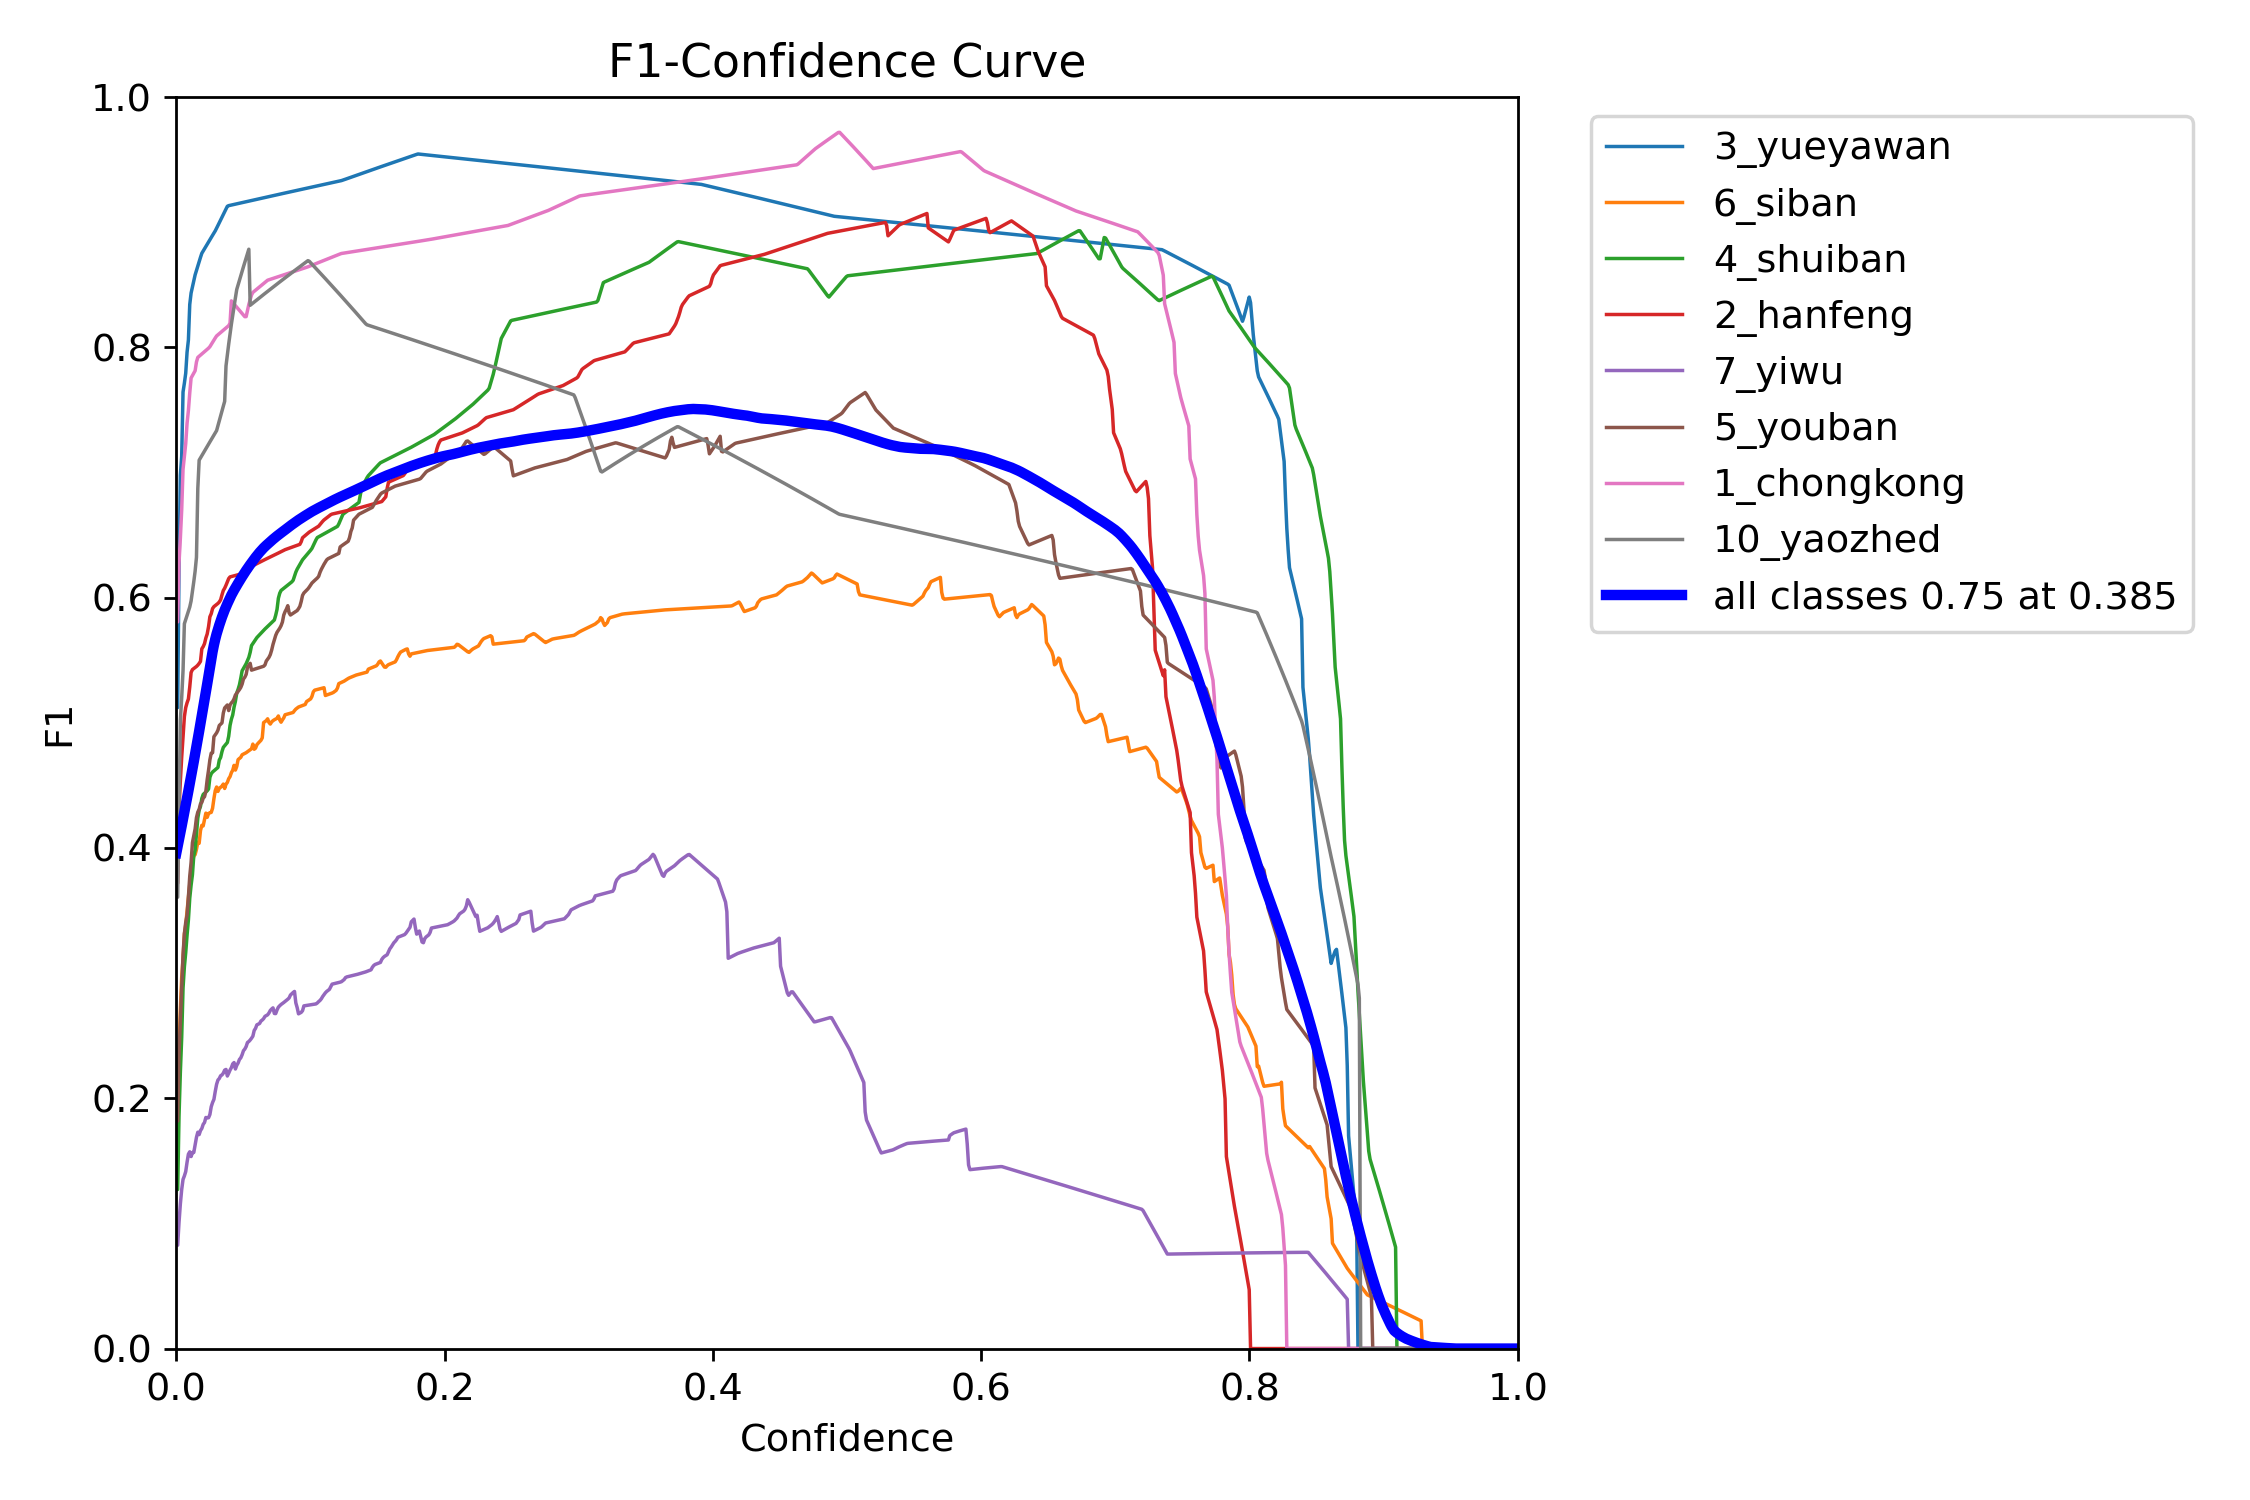 F1-Confidence Curve
1.0
0.8
0.6
0.4
0.2
0.0
F1
0.0 0.2 0.4 0.6 0.8 1.0
Confidence
3_yueyawan
6_siban
4_shuiban
2_hanfeng
7_yiwu
5_youban
1_chongkong
10_yaozhed
all classes 0.75 at 0.385